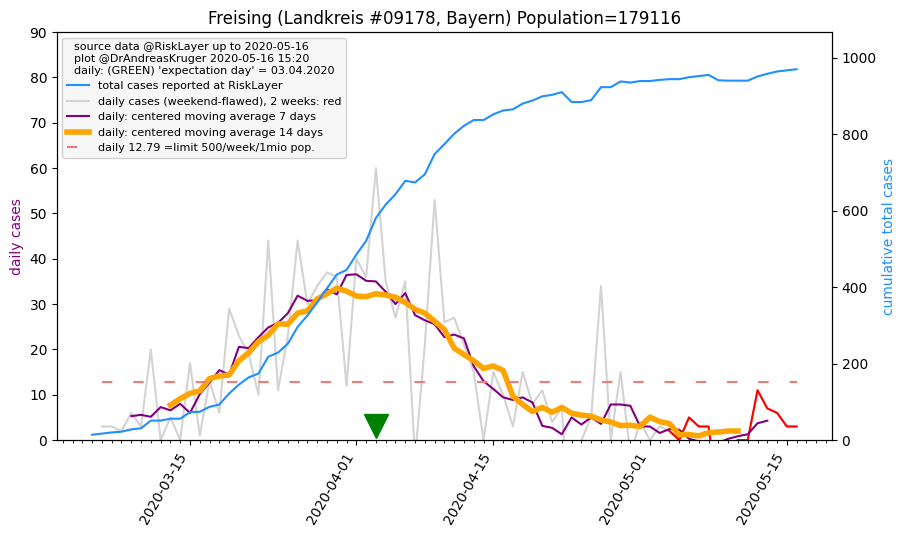 Freising (Landkreis #09178, Bayern) Population=179116
source data @RiskLayer up to 2020-05-16
plot @DrAndreasKruger 2020-05-16 15:20
daily: (GREEN) 'expectation day' = 03.04.2020
total cases reported at RiskLayer
daily cases (weekend-flawed), 2 weeks: red
daily: centered moving average 7 days
daily: centered moving average 14 days
daily 12.79 =limit 500/week/1mio pop.
daily cases
90
80
70
60
50
40
30
20
10
0
1000
800
600
400
200
0
cumulative total cases
2020-03-15
2020-04-01
2020-04-15
2020-05-01
2020-05-15